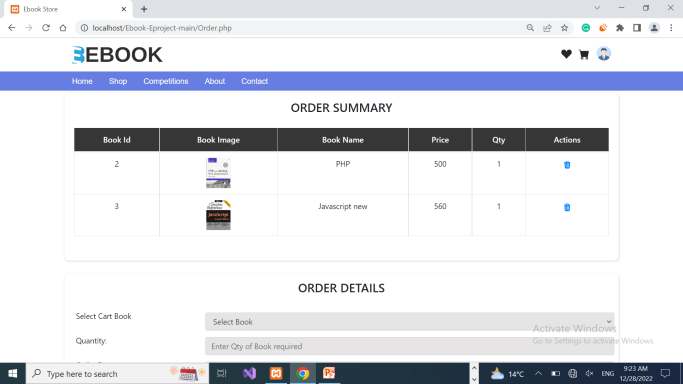 Ebook Store
localhost/Ebook-Eproject-main/Order.php
EBOOK
Home Shop Competitions About Contact
ORDER SUMMARY
Book Id Book Image Book Name Price Qty Actions
2 PHP 500 1
3 JavaScript Javascript new 560 1
ORDER DETAILS
Select Cart Book Select Book
Quantity: Enter Qty of Book required
Activate Windows
Go to Settings to activate Windows.
Type here to search
14°C ENG 9:23 AM
12/28/2022